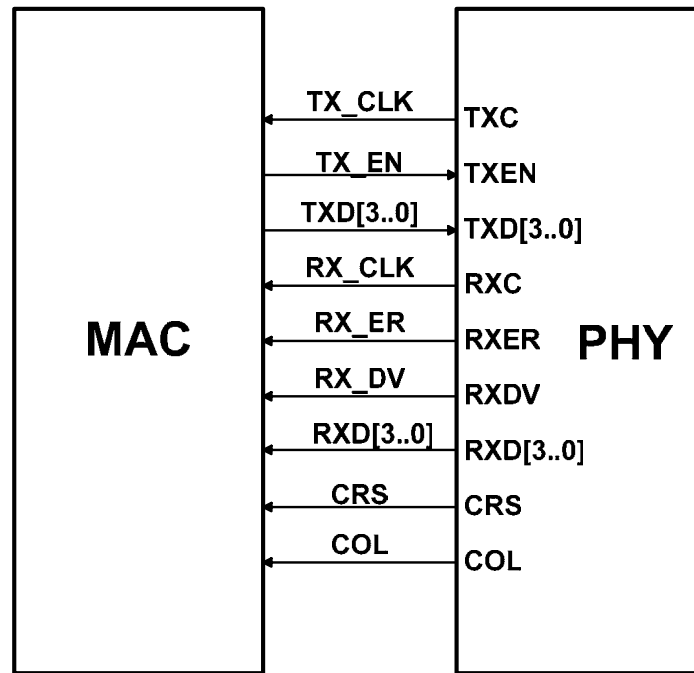 TX_CLK TXC
TX_EN TXEN
TXD[3..0] TXD[3..0]
RX_CLK RXC
MAC RX_ER RXER PHY
RX_DV RXDV
RXD[3..0] RXD[3..0]
CRS CRS
COL COL